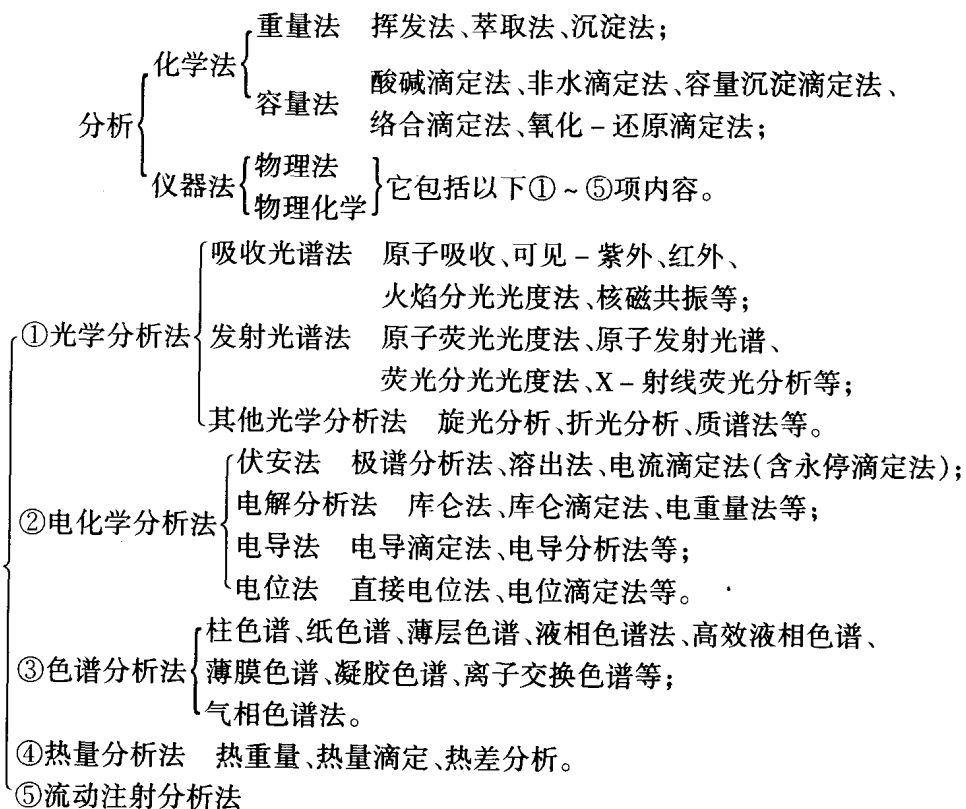 重量法 挥发法、萃取法、沉淀法;
化学法
容量法 酸碱滴定法、非水滴定法、容量沉淀滴定法、
络合滴定法、氧化-还原滴定法;
分析
仪器法 物理法
物理化学 它包括以下①~⑤项内容。
吸收光谱法 原子吸收、可见-紫外、红外、
火焰分光光度法、核磁共振等;
①光学分析法 发射光谱法 原子荧光光度法、原子发射光谱、
荧光分光光度法、X-射线荧光分析等;
其他光学分析法 旋光分析、折光分析、质谱法等。
伏安法 极谱分析法、溶出法、电流滴定法(含永停滴定法);
②电化学分析法 电解分析法 库仑法、库仑滴定法、电重量法等;
电导法 电导滴定法、电导分析法等;
电位法 直接电位法、电位滴定法等。
柱色谱、纸色谱、薄层色谱、液相色谱法、高效液相色谱、
③色谱分析法 薄膜色谱、凝胶色谱、离子交换色谱等;
气相色谱法。
④热量分析法 热重量、热量滴定、热差分析。
⑤流动注射分析法